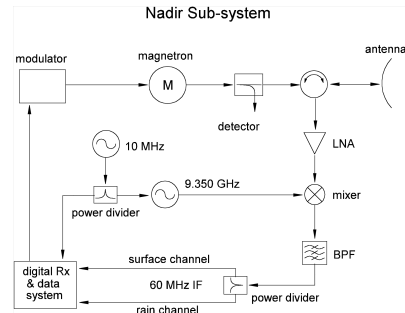 Nadir Sub-system
antenna
magnetron
modulator
M
detector
LNA
10 MHz
9.350 GHz
mixer
power divider
BPF
surface channel
digital Rx
& data
system
60 MHz IF
power divider
rain channel